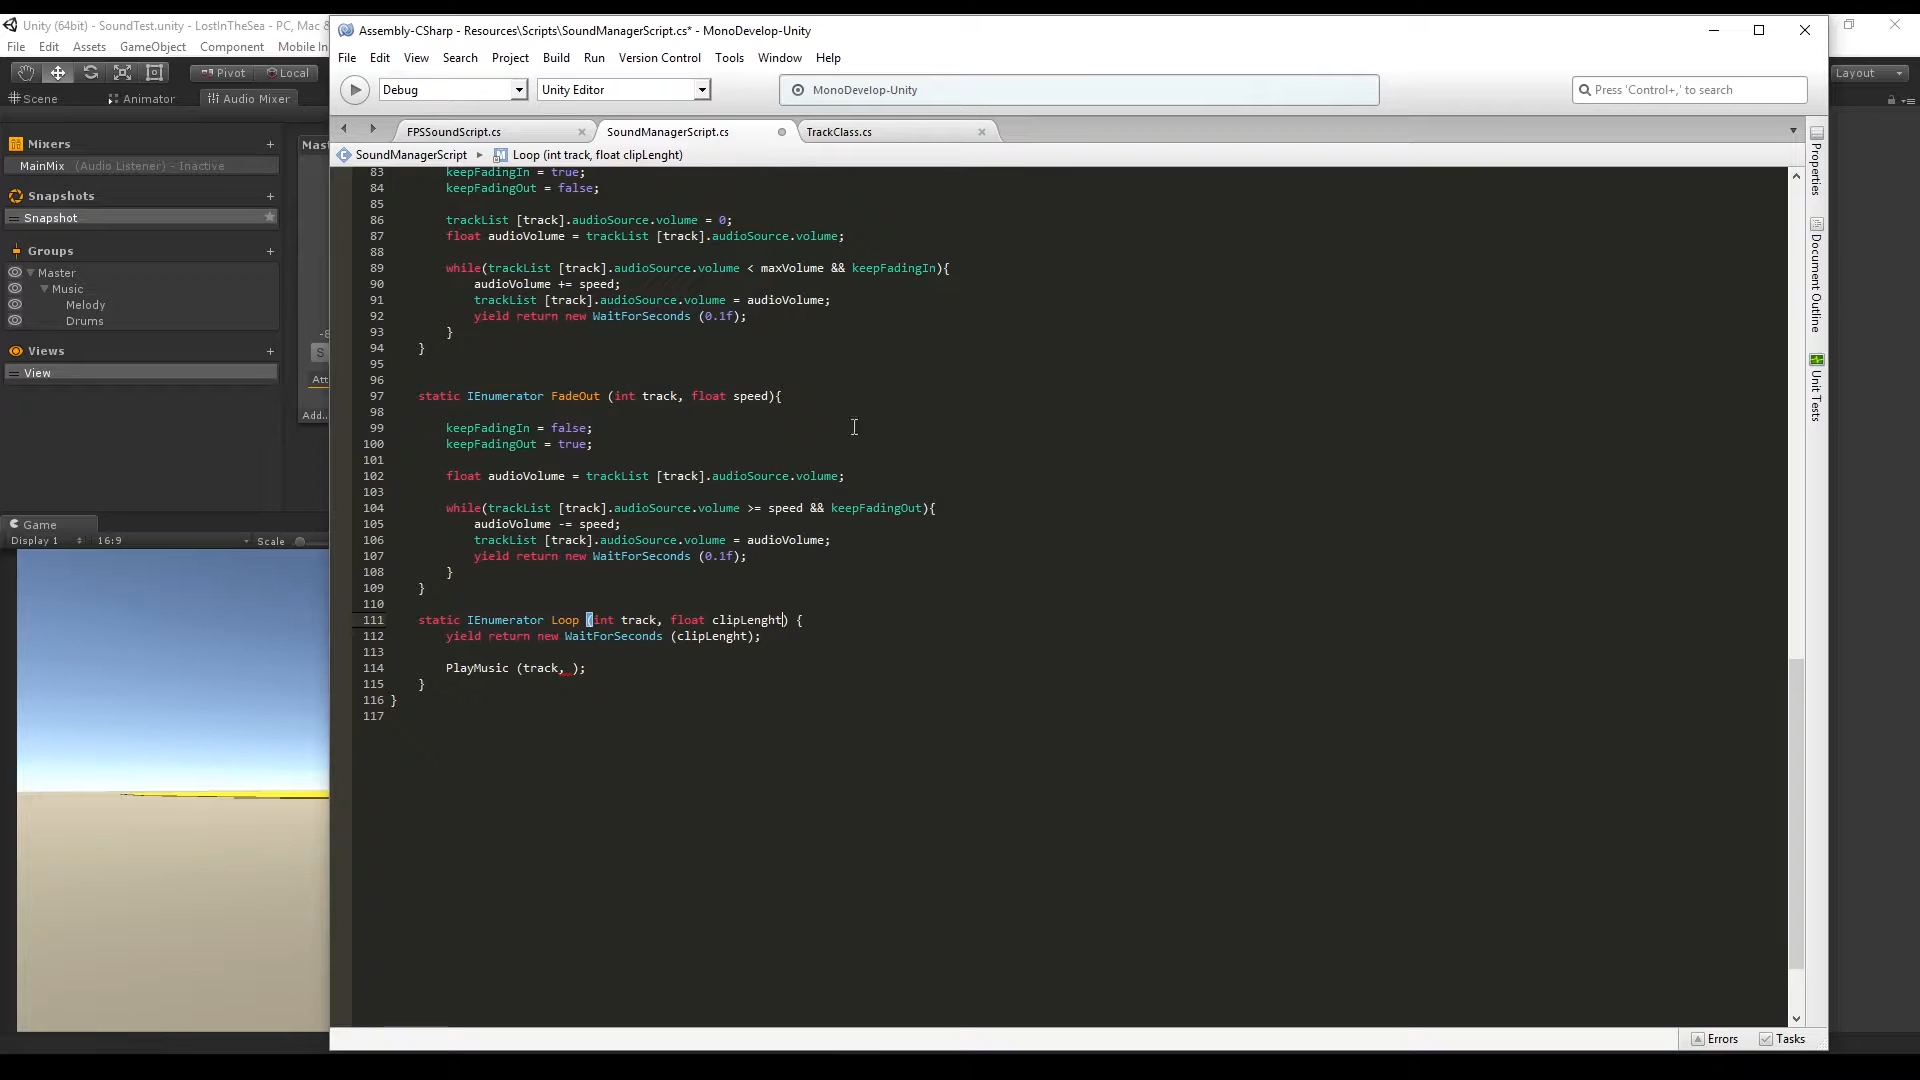 Unity (64bit) - SoundTest.unity - LostInTheSea - PC, Mac &
File Edit Assets GameObject Component Mobile In
Pivot Local Layout
Scene Animator Audio Mixer
Mixers +
MainMix (Audio Listener) - Inactive
Snapshots +
Snapshot
Groups +
Master
Music
Melody
Drums
Views +
View
Mast
-8
S
Att
Add..
Game
Display 1 16:9 Scale
Assembly-CSharp - Resources\Scripts\SoundManagerScript.cs* - MonoDevelop-Unity
File Edit View Search Project Build Run Version Control Tools Window Help
Debug Unity Editor MonoDevelop-Unity Press 'Control+,' to search
FPSSoundScript.cs SoundManagerScript.cs TrackClass.cs
SoundManagerScript Loop (int track, float clipLenght)
83 keepFadingIn = true;
84 keepFadingOut = false;
85
86 trackList [track].audioSource.volume = 0;
87 float audioVolume = trackList [track].audioSource.volume;
88
89 while(trackList [track].audioSource.volume < maxVolume && keepFadingIn){
90 audioVolume += speed;
91 trackList [track].audioSource.volume = audioVolume;
92 yield return new WaitForSeconds (0.1f);
93 }
94 }
95
96
97 static IEnumerator FadeOut (int track, float speed){
98
99 keepFadingIn = false;
100 keepFadingOut = true;
101
102 float audioVolume = trackList [track].audioSource.volume;
103
104 while(trackList [track].audioSource.volume >= speed && keepFadingOut){
105 audioVolume -= speed;
106 trackList [track].audioSource.volume = audioVolume;
107 yield return new WaitForSeconds (0.1f);
108 }
109 }
110
111 static IEnumerator Loop (int track, float clipLenght) {
112 yield return new WaitForSeconds (clipLenght);
113
114 PlayMusic (track, );
115 }
116 }
117
Properties
Document Outline
Unit Tests
Errors Tasks